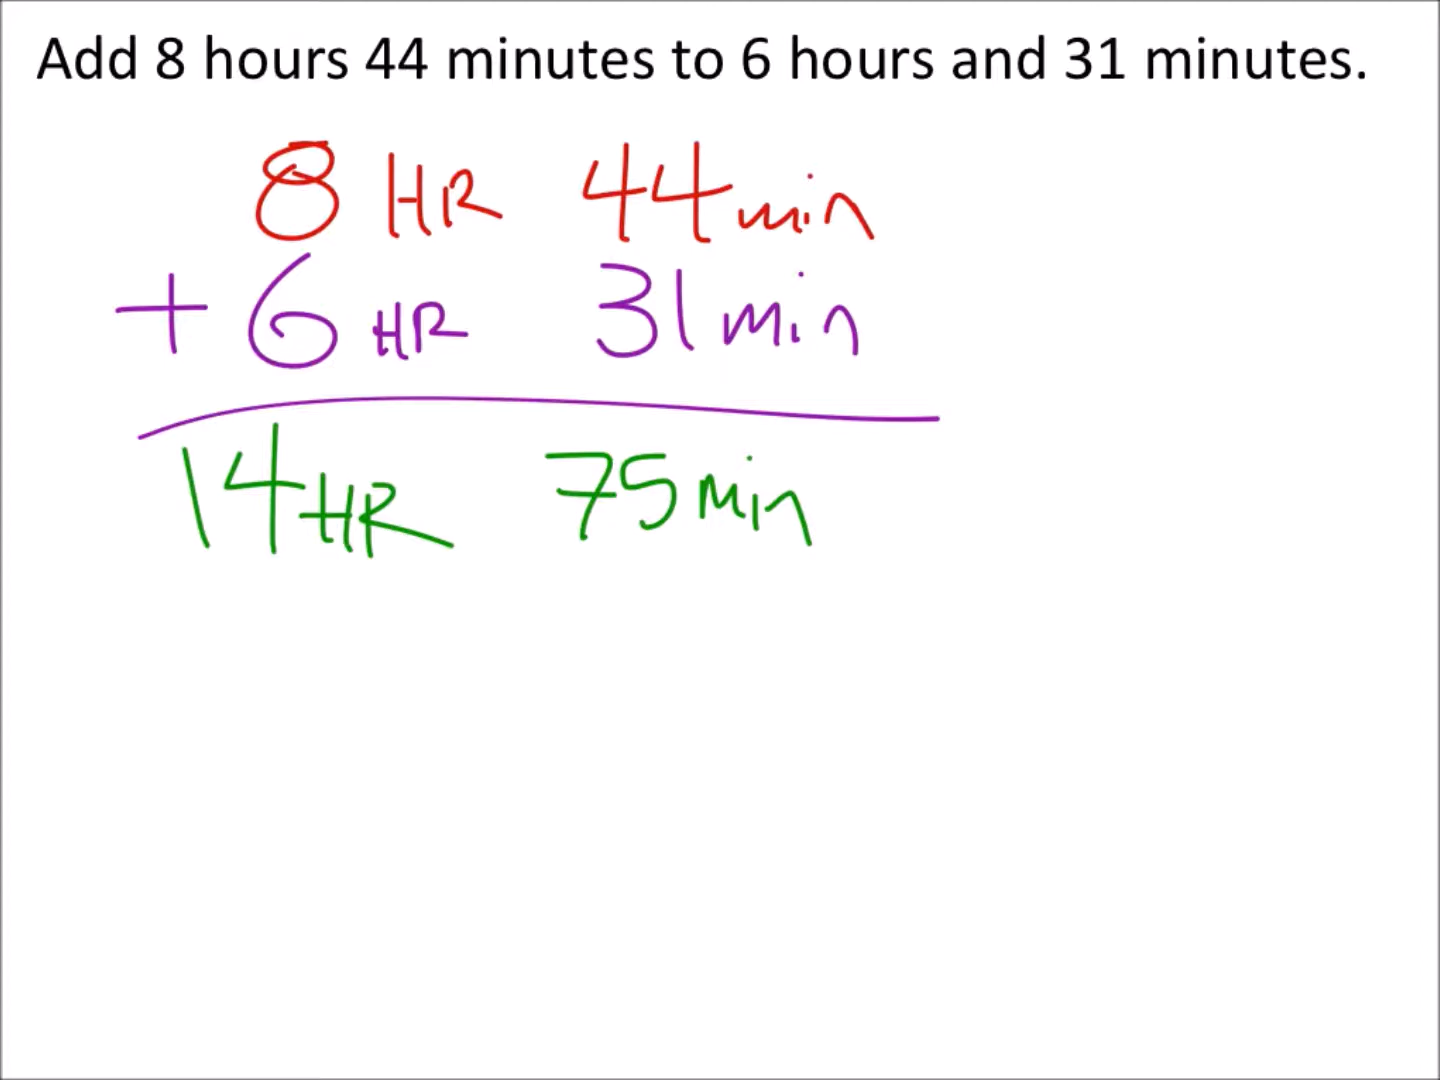 Add 8 hours 44 minutes to 6 hours and 31 minutes.
8 HR 44 min
+ 6 HR 31 min
14 HR 75 min